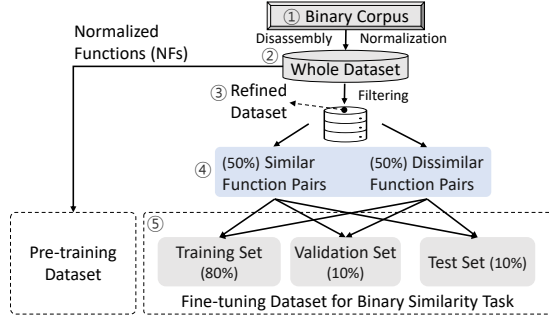 ① Binary Corpus
Disassembly Normalization
Normalized
Functions (NFs)
②
Whole Dataset
③ Refined
Dataset
Filtering
④
(50%) Similar
Function Pairs
(50%) Dissimilar
Function Pairs
⑤
Pre-training
Dataset
Training Set
(80%)
Validation Set
(10%)
Test Set (10%)
Fine-tuning Dataset for Binary Similarity Task